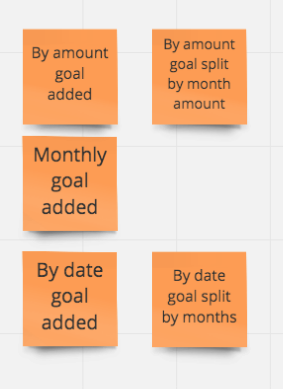 By amount
goal
added
By amount
goal split
by month
amount
Monthly
goal
added
By date
goal
added
By date
goal split
by months